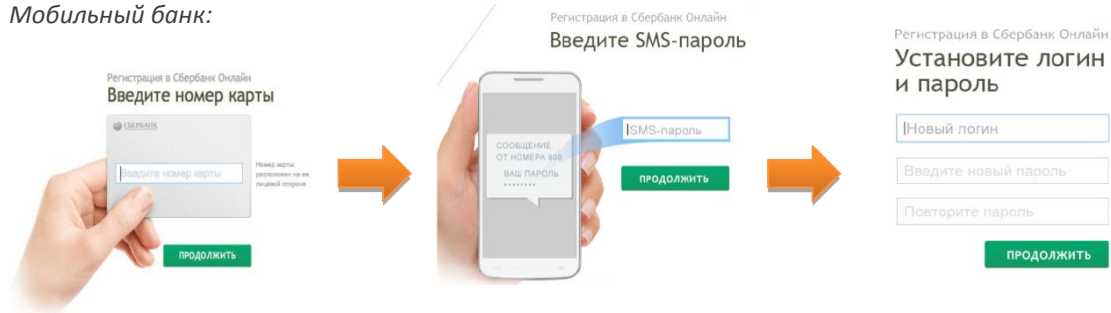 Мобильный банк:
Регистрация в Сбербанк Онлайн
Введите номер карты
СБЕРБАНК
Введите номер карты
Номер карты
расположен на ее
лицевой стороне
ПРОДОЛЖИТЬ
Регистрация в Сбербанк Онлайн
Введите SMS-пароль
СООБЩЕНИЕ
ОТ НОМЕРА 900
ВАШ ПАРОЛЬ
********
SMS-пароль
ПРОДОЛЖИТЬ
Регистрация в Сбербанк Онлайн
Установите логин
и пароль
Новый логин
Введите новый пароль
Повторите пароль
ПРОДОЛЖИТЬ